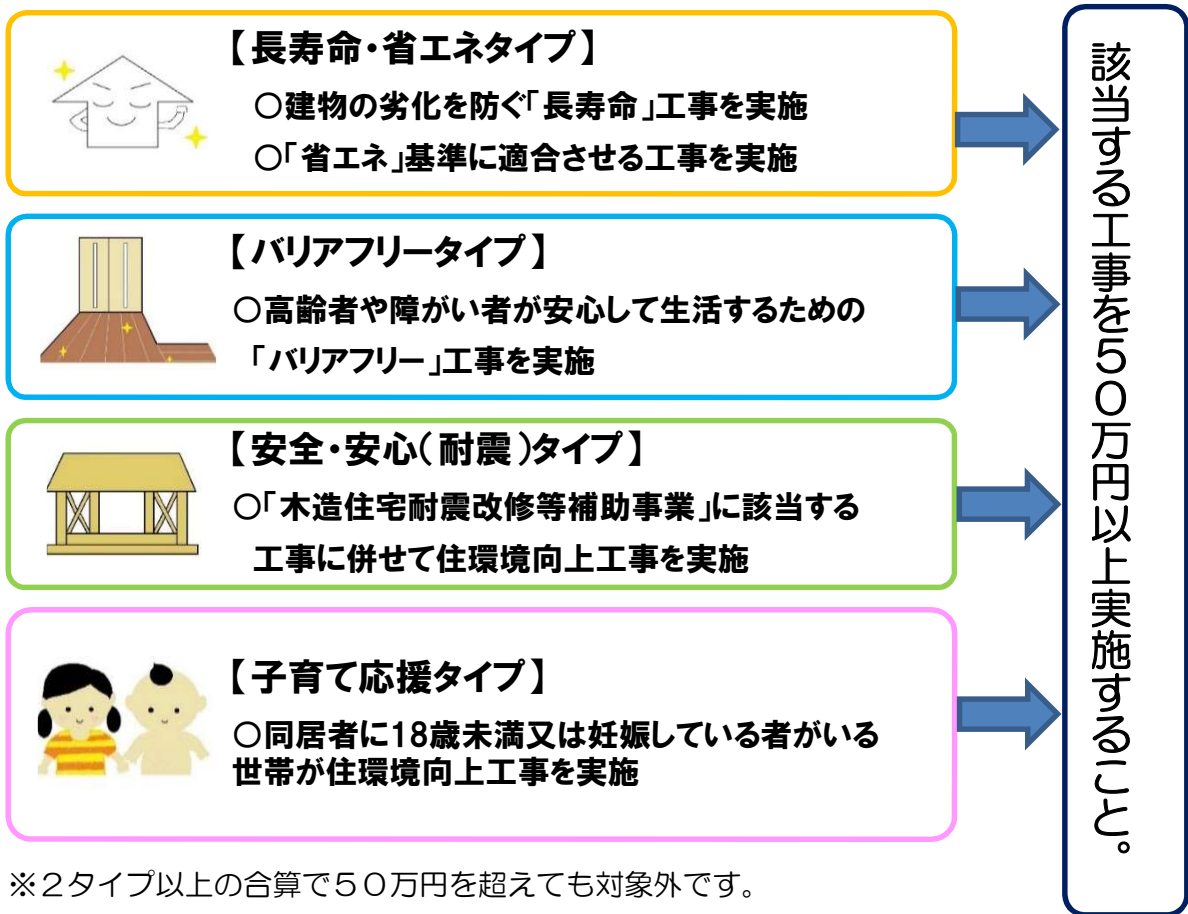 【長寿命・省エネタイプ】
○建物の劣化を防ぐ「長寿命」工事を実施
○「省エネ」基準に適合させる工事を実施
【バリアフリータイプ】
○高齢者や障がい者が安心して生活するための
「バリアフリー」工事を実施
【安全・安心(耐震)タイプ】
○「木造住宅耐震改修等補助事業」に該当する
工事に併せて住環境向上工事を実施
【子育て応援タイプ】
○同居者に18歳未満又は妊娠している者がいる
世帯が住環境向上工事を実施
該当する工事を50万円以上実施すること。
※2タイプ以上の合算で50万円を超えても対象外です。